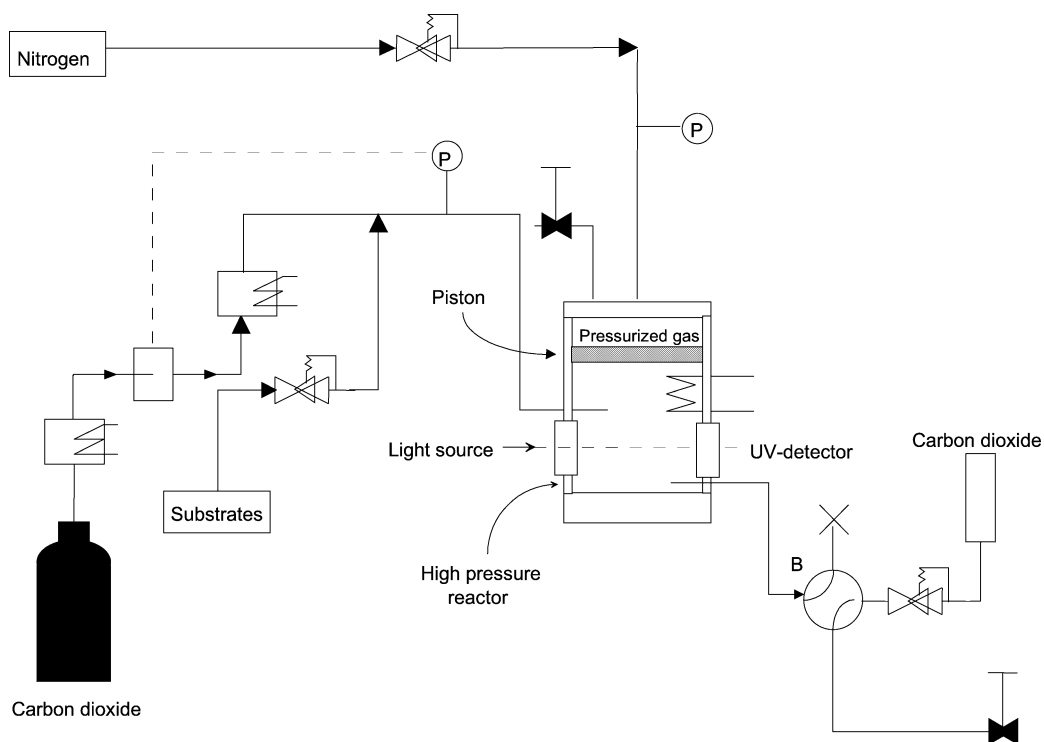 Nitrogen
P
P
Piston
Pressurized gas
Light source
UV-detector
Carbon dioxide
Substrates
B
High pressure
reactor
Carbon dioxide